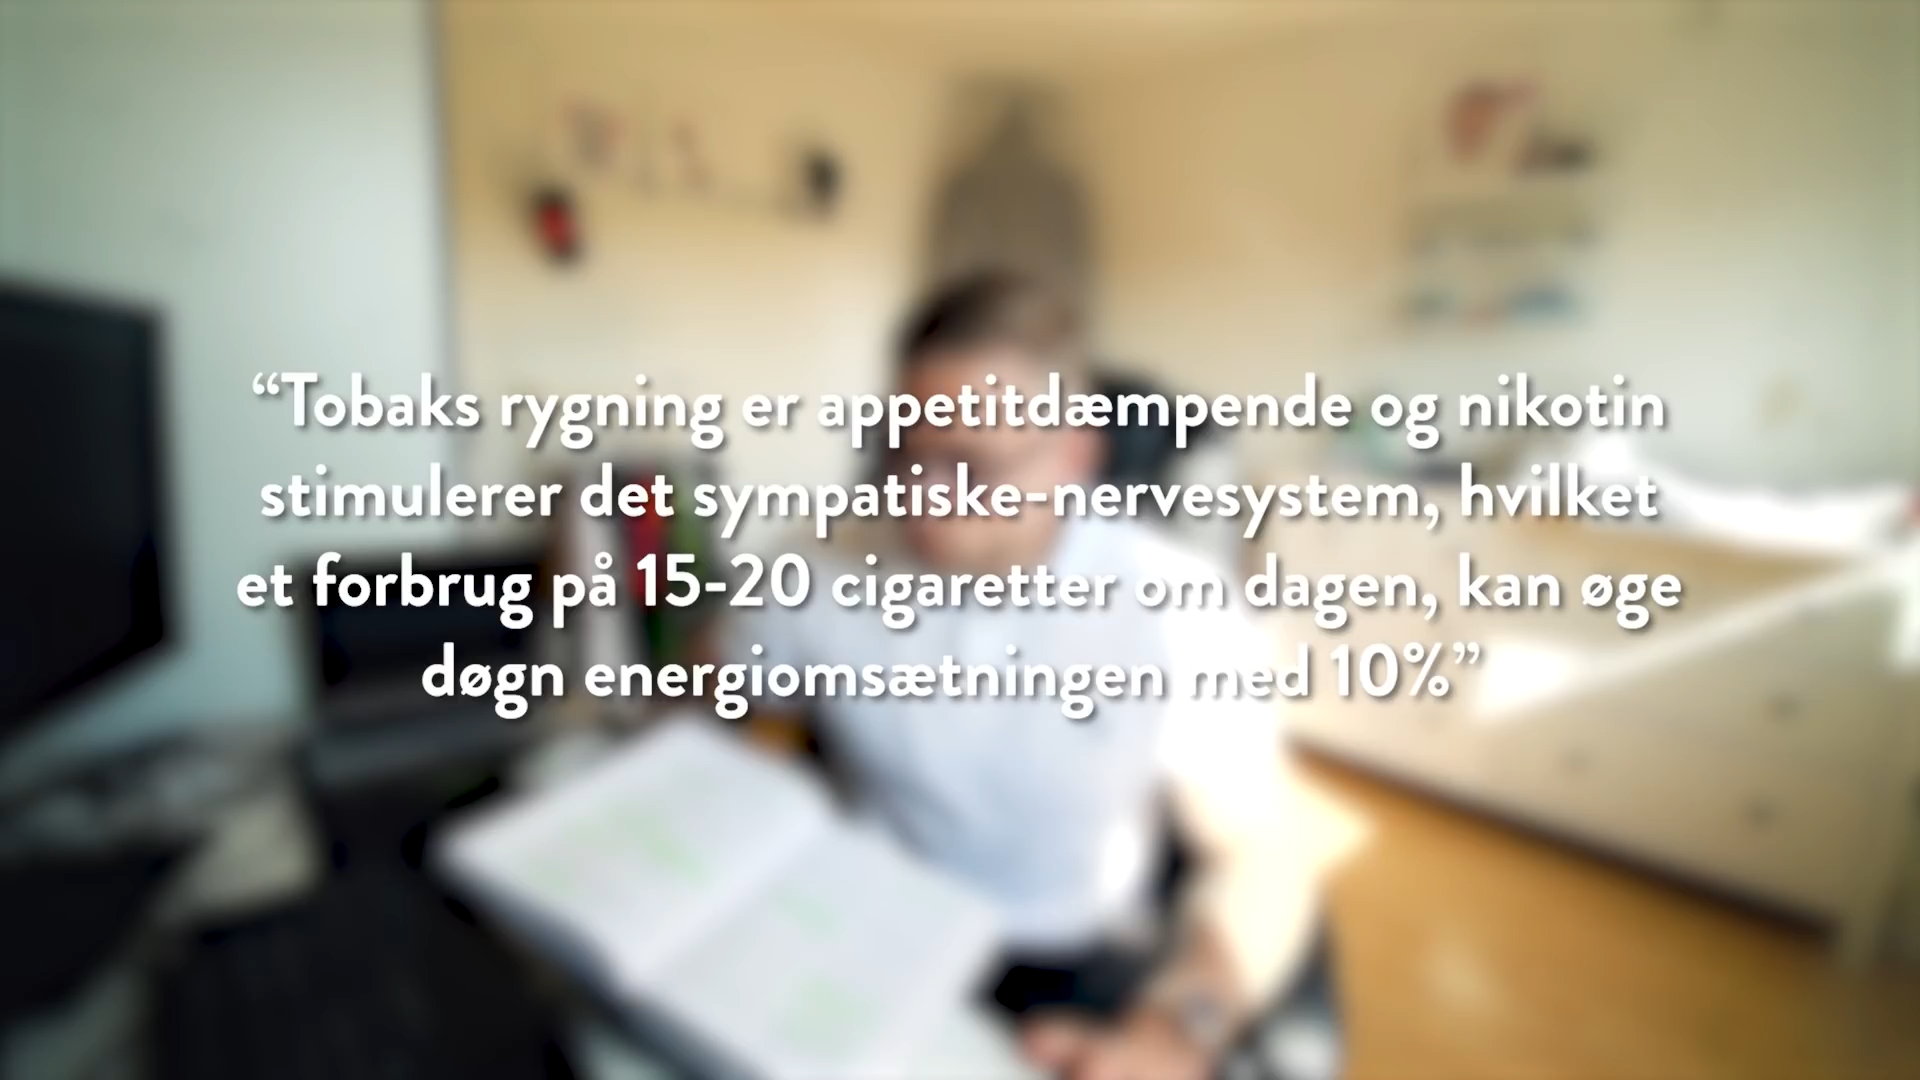 “Tobaks rygning er appetitdæmpende og nikotin
stimulerer det sympatiske-nervesystem, hvilket
et forbrug på 15-20 cigaretter om dagen, kan øge
døgn energiomsætningen med 10%”